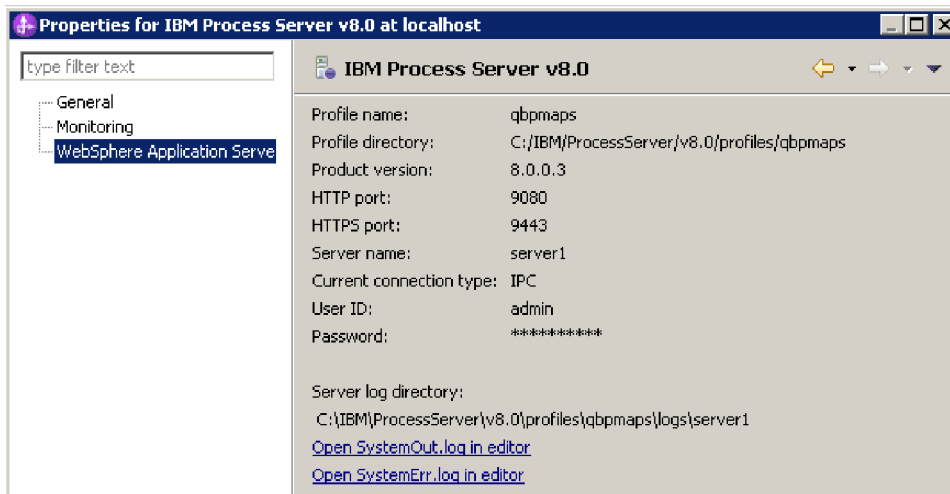 Properties for IBM Process Server v8.0 at localhost
type filter text
General
Monitoring
WebSphere Application Serve
IBM Process Server v8.0
Profile name: qbpmaps
Profile directory: C:/IBM/ProcessServer/v8.0/profiles/qbpmaps
Product version: 8.0.0.3
HTTP port: 9080
HTTPS port: 9443
Server name: server1
Current connection type: IPC
User ID: admin
Password: **********
Server log directory:
C:\IBM\ProcessServer\v8.0\profiles\qbpmaps\logs\server1
Open SystemOut.log in editor
Open SystemErr.log in editor